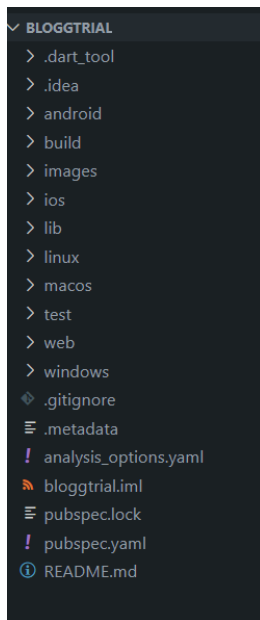 BLOGGTRIAL
.dart_tool
.idea
android
build
images
ios
lib
linux
macos
test
web
windows
.gitignore
.metadata
analysis_options.yaml
bloggtrial.iml
pubspec.lock
pubspec.yaml
README.md